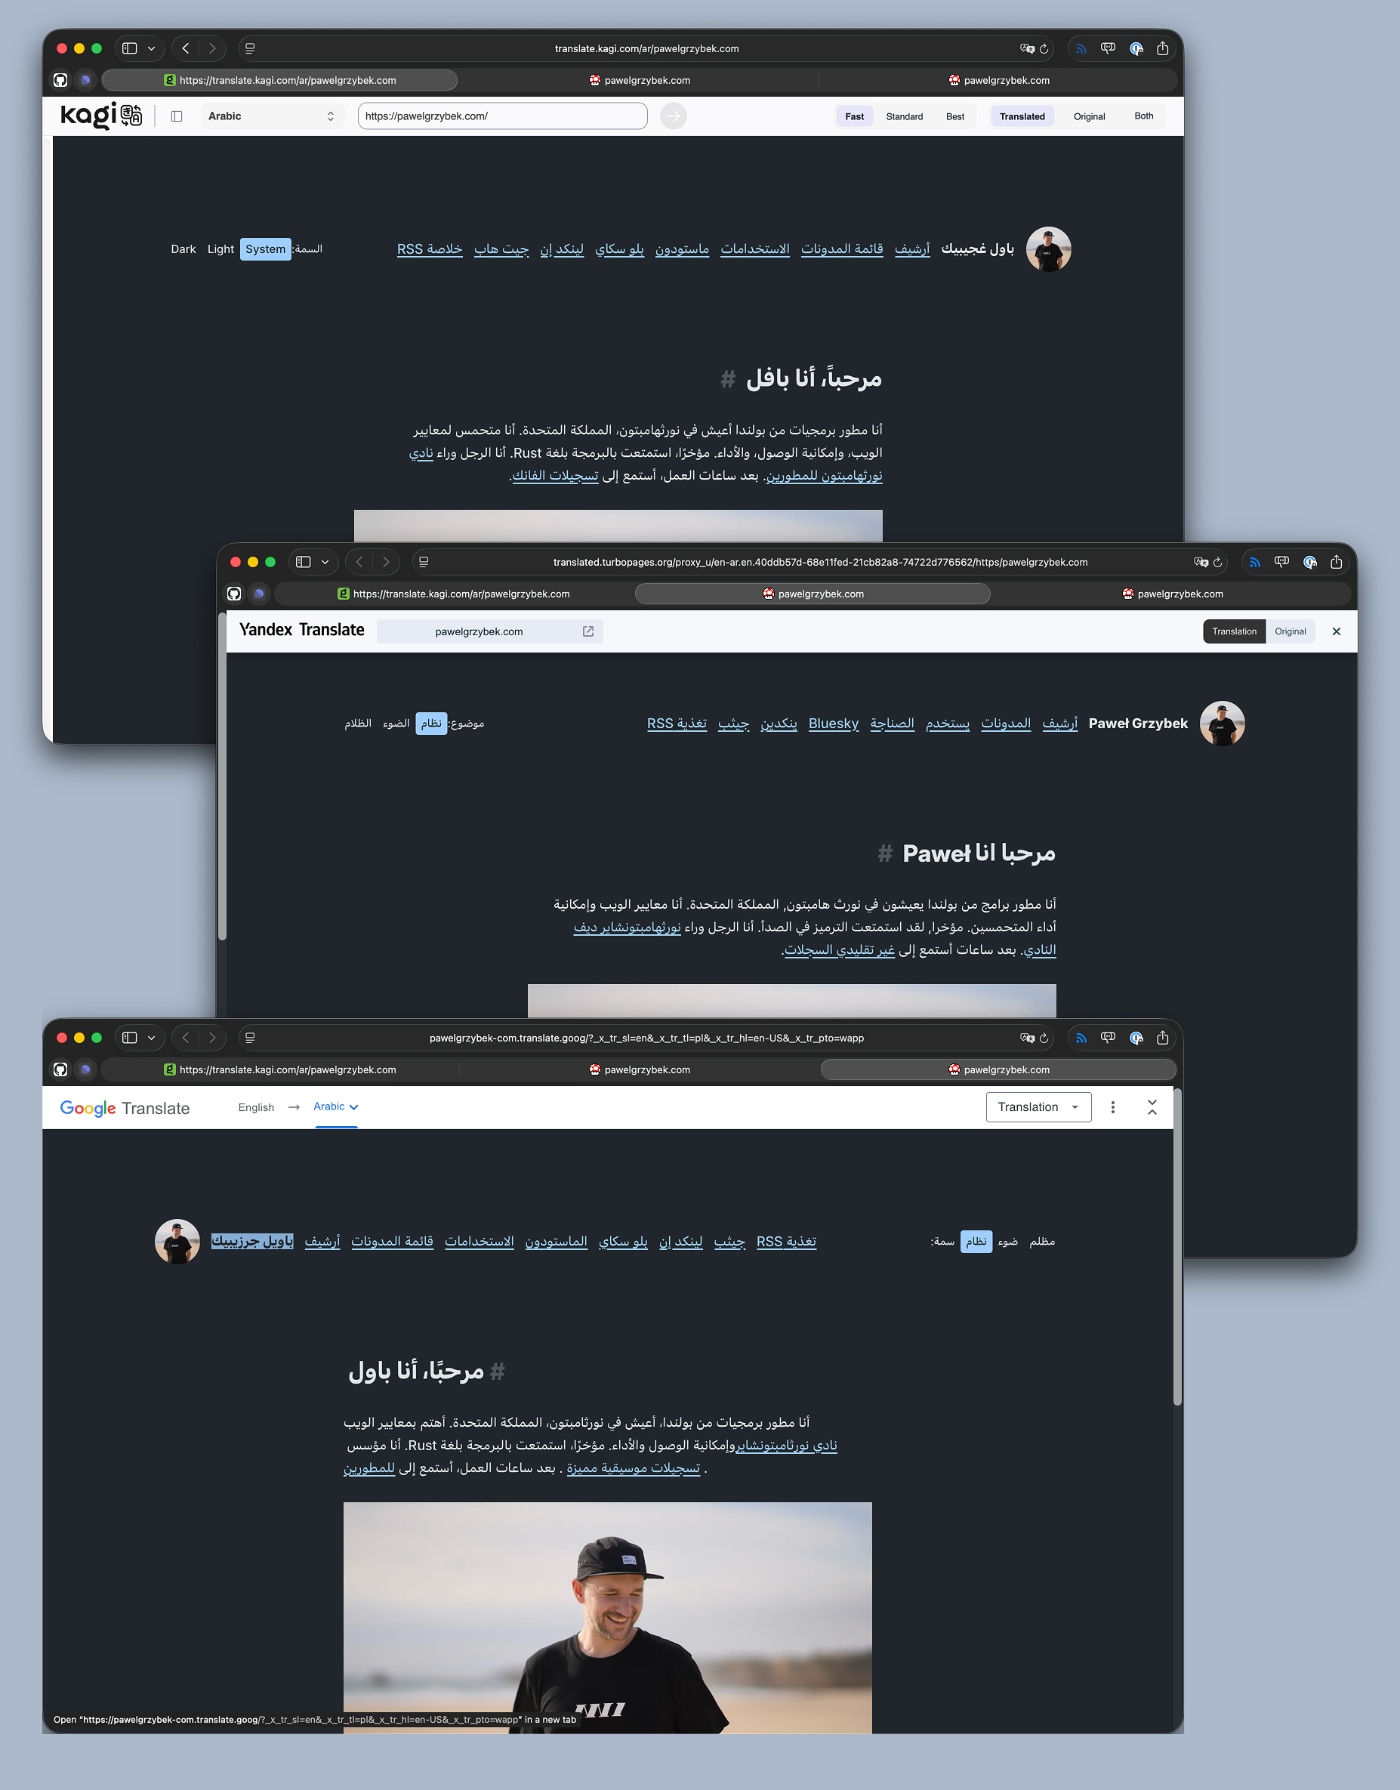 translate.kagi.com/ar/pawelgrzybek.com
https://translate.kagi.com/ar/pawelgrzybek.com
pawelgrzybek.com
pawelgrzybek.com
kagi
Arabic
https://pawelgrzybek.com/
Fast Standard Best
Translated Original Both
باول غجيبيك أرشيف قائمة المدونات الاستخدامات ماستودون بلو سكاي لينكد إن جيت هاب خلاصة RSS
السمة: System Light Dark
مرحباً، أنا بافل #
أنا مطور برمجيات من بولندا أعيش في نورثهامبتون، المملكة المتحدة. أنا متحمس لمعايير
الويب، وإمكانية الوصول، والأداء. مؤخرًا، استمتعت بالبرمجة بلغة Rust. أنا الرجل وراء نادي
نورثهامبتون للمطورين. بعد ساعات العمل، أستمع إلى تسجيلات الفانك.
translated.turbopages.org/proxy_u/en-ar.en.40ddb57d-68e11fed-21cb82a8-74722d776562/https/pawelgrzybek.com
https://translate.kagi.com/ar/pawelgrzybek.com
pawelgrzybek.com
pawelgrzybek.com
Yandex Translate
pawelgrzybek.com
Translation Original
Paweł Grzybek أرشيف المدونات يستخدم الصناجة Bluesky ينكدين جيثب تغذية RSS
موضوع: نظام الضوء الظلام
مرحبا انا Paweł #
أنا مطور برامج من بولندا يعيشون في نورث هامبتون, المملكة المتحدة. أنا معايير الويب وإمكانية
أداء المتحمسين. مؤخرا, لقد استمتعت الترميز في الصدأ. أنا الرجل وراء نورثهامبتونشاير ديف
النادي. بعد ساعات أستمع إلى غير تقليدي السجلات.
pawelgrzybek-com.translate.goog/?_x_tr_sl=en&_x_tr_tl=pl&_x_tr_hl=en-US&_x_tr_pto=wapp
https://translate.kagi.com/ar/pawelgrzybek.com
pawelgrzybek.com
pawelgrzybek.com
Google Translate
English → Arabic
Translation
باويل جرزيبيك أرشيف قائمة المدونات الاستخدامات الماستودون بلو سكاي لينكد إن جيثب تغذية RSS
سمة: نظام ضوء مظلم
مرحبًا، أنا باول #
أنا مطور برمجيات من بولندا، أعيش في نورثامبتون، المملكة المتحدة. أهتم بمعايير الويب
نادي نورثامبتونشايروإمكانية الوصول والأداء. مؤخرًا، استمتعت بالبرمجة بلغة Rust. أنا مؤسس
. تسجيلات موسيقية مميزة . بعد ساعات العمل، أستمع إلى للمطورين
Open “https://pawelgrzybek-com.translate.goog/?_x_tr_sl=en&_x_tr_tl=pl&_x_tr_hl=en-US&_x_tr_pto=wapp” in a new tab